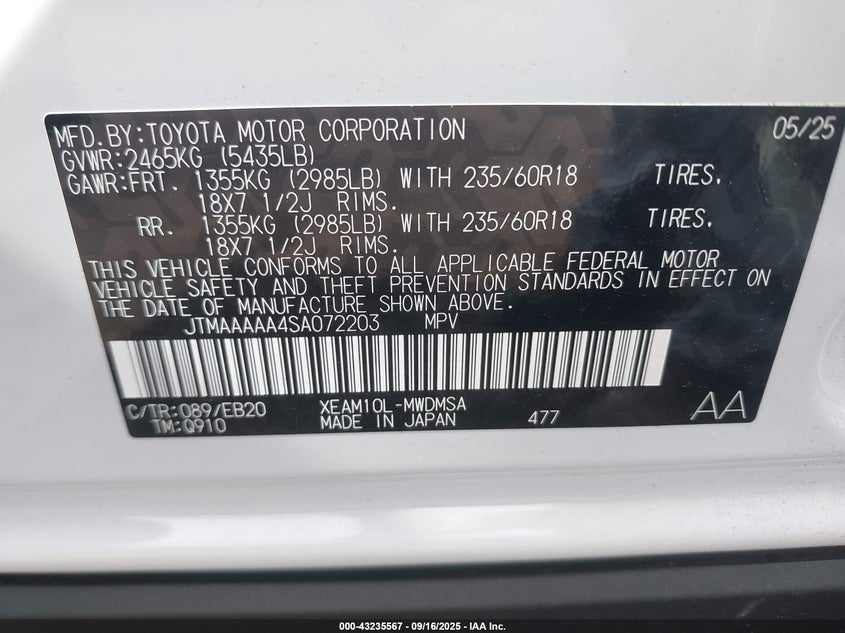 MFD.BY:TOYOTA MOTOR CORPORATION 05/25
GVWR:2465KG (5435LB)
GAWR:FRT. 1355KG (2985LB) WITH 235/60R18 TIRES.
18X7 1/2J RIMS.
RR. 1355KG (2985LB) WITH 235/60R18 TIRES.
18X7 1/2J RIMS.
THIS VEHICLE CONFORMS TO ALL APPLICABLE FEDERAL MOTOR
VEHICLE SAFETY AND THEFT PREVENTION STANDARDS IN EFFECT ON
THE DATE OF MANUFACTURE SHOWN ABOVE.
JTMAAAAA4SA072203 MPV
C/TR:089/EB20 XEAM10L-MWDMSA AA
TM:Q910 MADE IN JAPAN 477
000-43235567 - 09/16/2025 - IAA Inc.